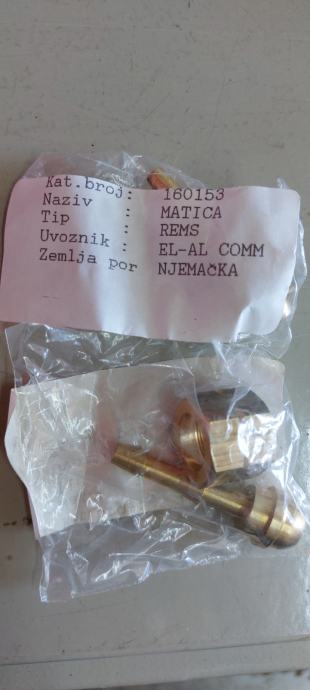 Kat.broj: 160153
Naziv : MATICA
Tip : REMS
Uvoznik : EL-AL COMM
Zemlja por NJEMAČKA